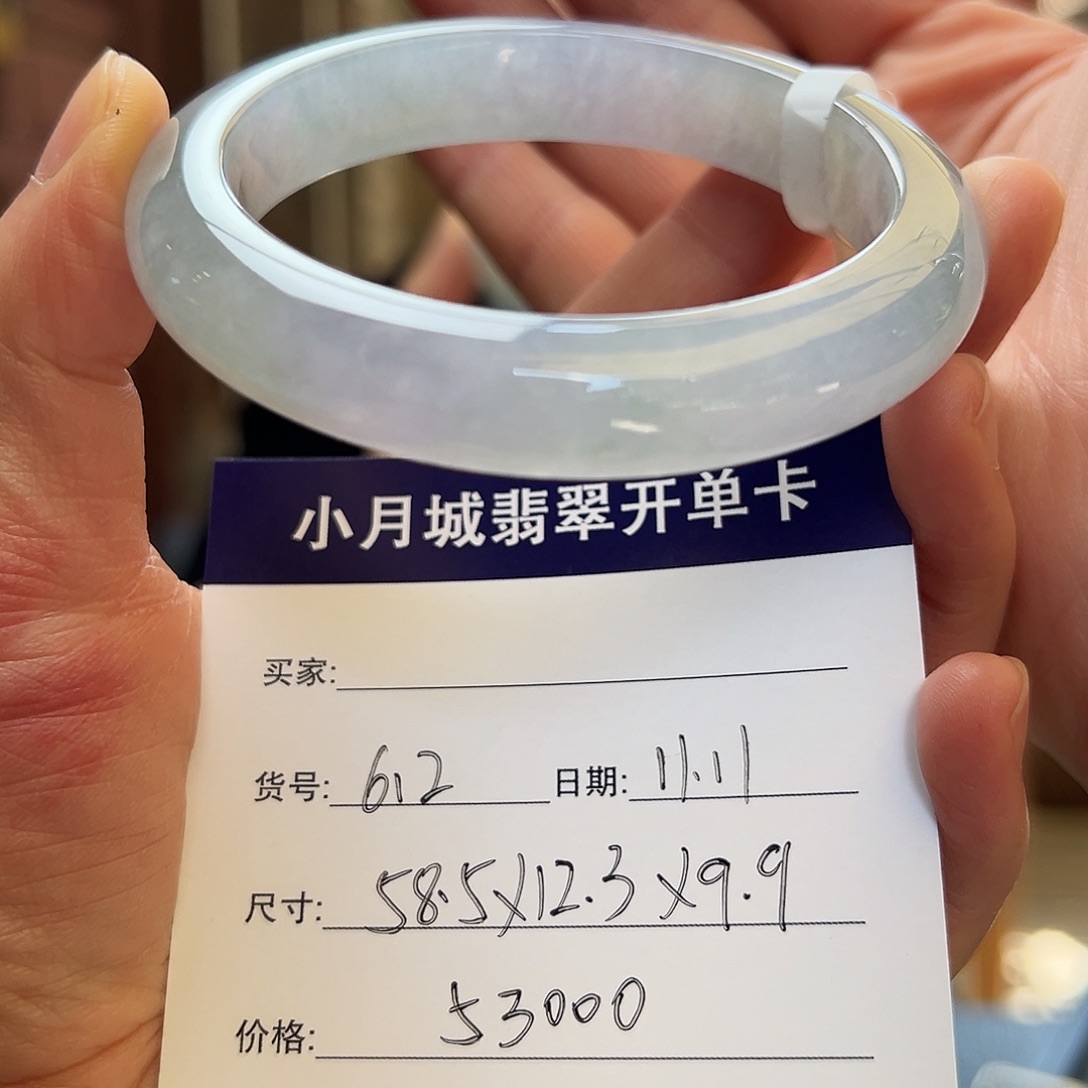 小月城翡翠开单卡
买家:
货号: 612 日期: 11.11
尺寸: 58.5X12.3X9.9
价格: 53000